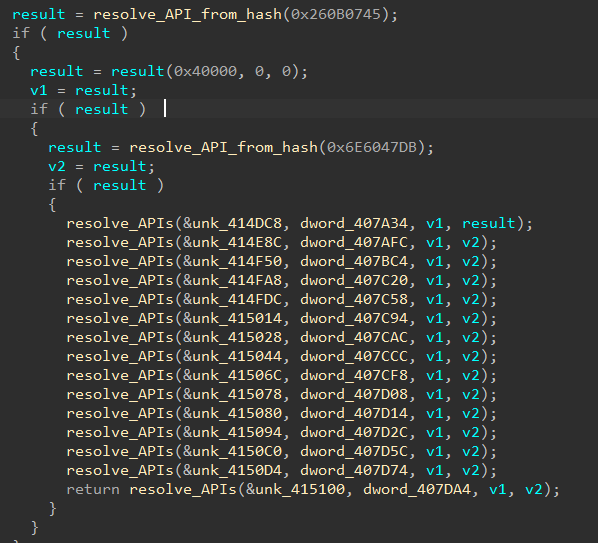 result = resolve_API_from_hash(0x260B0745);
if ( result )
{
result = result(0x40000, 0, 0);
v1 = result;
if ( result )
{
result = resolve_API_from_hash(0x6E6047DB);
v2 = result;
if ( result )
{
resolve_APIs(&unk_414DC8, dword_407A34, v1, result);
resolve_APIs(&unk_414E8C, dword_407AFC, v1, v2);
resolve_APIs(&unk_414F50, dword_407BC4, v1, v2);
resolve_APIs(&unk_414FA8, dword_407C20, v1, v2);
resolve_APIs(&unk_414FDC, dword_407C58, v1, v2);
resolve_APIs(&unk_415014, dword_407C94, v1, v2);
resolve_APIs(&unk_415028, dword_407CAC, v1, v2);
resolve_APIs(&unk_415044, dword_407CCC, v1, v2);
resolve_APIs(&unk_41506C, dword_407CF8, v1, v2);
resolve_APIs(&unk_415078, dword_407D08, v1, v2);
resolve_APIs(&unk_415080, dword_407D14, v1, v2);
resolve_APIs(&unk_415094, dword_407D2C, v1, v2);
resolve_APIs(&unk_4150C0, dword_407D5C, v1, v2);
resolve_APIs(&unk_4150D4, dword_407D74, v1, v2);
return resolve_APIs(&unk_415100, dword_407DA4, v1, v2);
}
}
}